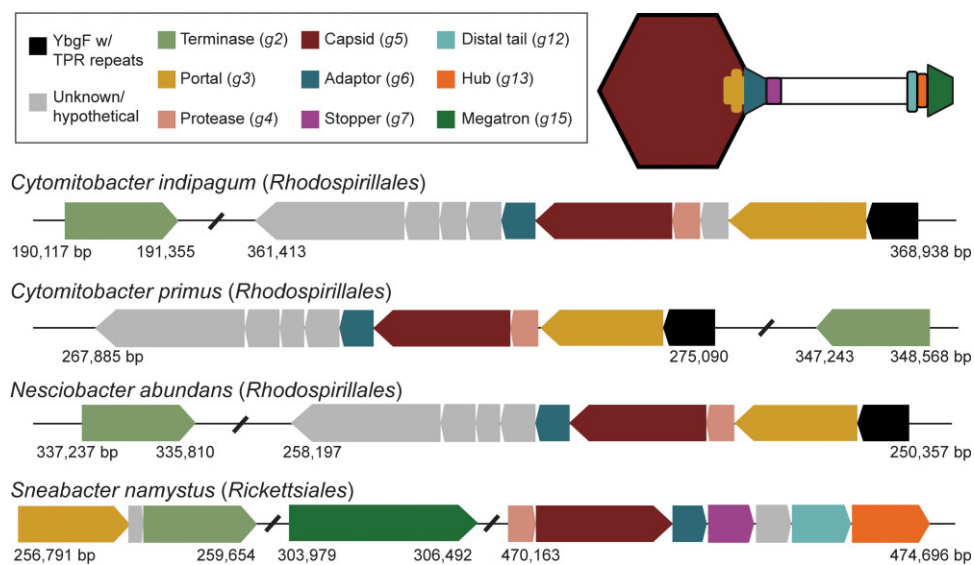 YbgF w/
TPR repeats
Unknown/
hypothetical
Terminase (g2)
Portal (g3)
Protease (g4)
Capsid (g5)
Adaptor (g6)
Stopper (g7)
Distal tail (g12)
Hub (g13)
Megatron (g15)
Cytomitobacter indipagum (Rhodospirillales)
190,117 bp 191,355 361,413 368,938 bp
Cytomitobacter primus (Rhodospirillales)
267,885 bp 275,090 347,243 348,568 bp
Nesciobacter abundans (Rhodospirillales)
337,237 bp 335,810 258,197 250,357 bp
Sneabacter namystus (Rickettsiales)
256,791 bp 259,654 303,979 306,492 470,163 474,696 bp